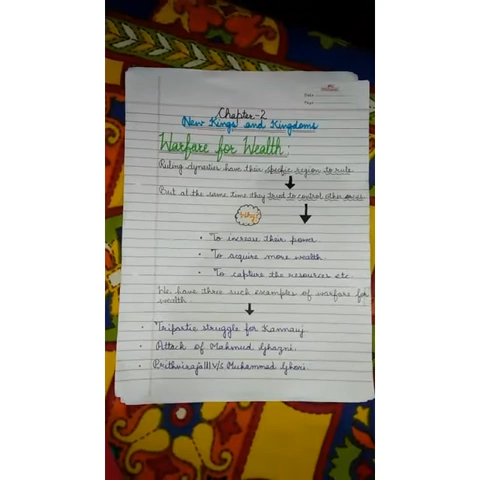 Date
Page
Chapter-2
New Kings and Kingdoms
Warfare for Wealth:
Ruling dynasties have their specific region to rule
But at the same time they tried to control other areas
Why?
• To increase their power
• To acquire more wealth
• To capture the resources etc.
We have three such examples of warfare for
wealth
• Tripartie struggle for Kannauj
• Attack of Mahmud Ghazni.
• Prithviraj III v/s Muhammad Ghori.